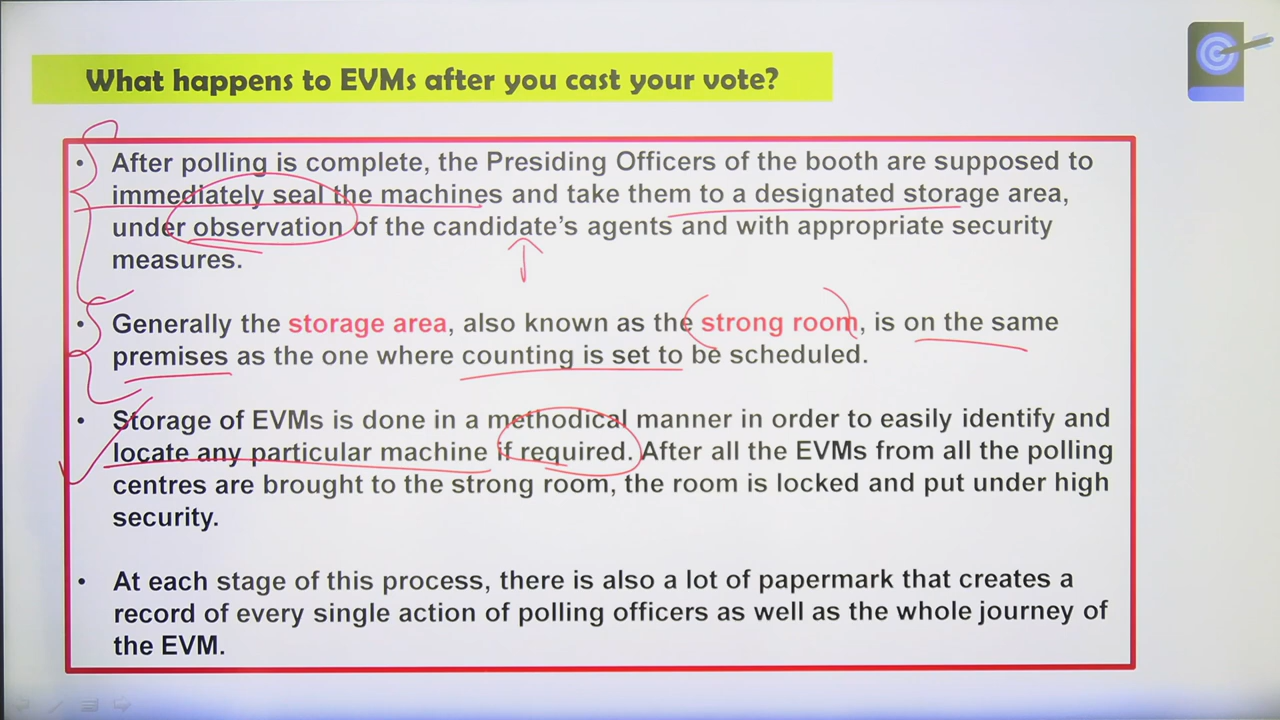 What happens to EVMs after you cast your vote?
• After polling is complete, the Presiding Officers of the booth are supposed to
immediately seal the machines and take them to a designated storage area,
under observation of the candidate's agents and with appropriate security
measures.
• Generally the storage area, also known as the strong room, is on the same
premises as the one where counting is set to be scheduled.
• Storage of EVMs is done in a methodical manner in order to easily identify and
locate any particular machine if required. After all the EVMs from all the polling
centres are brought to the strong room, the room is locked and put under high
security.
• At each stage of this process, there is also a lot of papermark that creates a
record of every single action of polling officers as well as the whole journey of
the EVM.